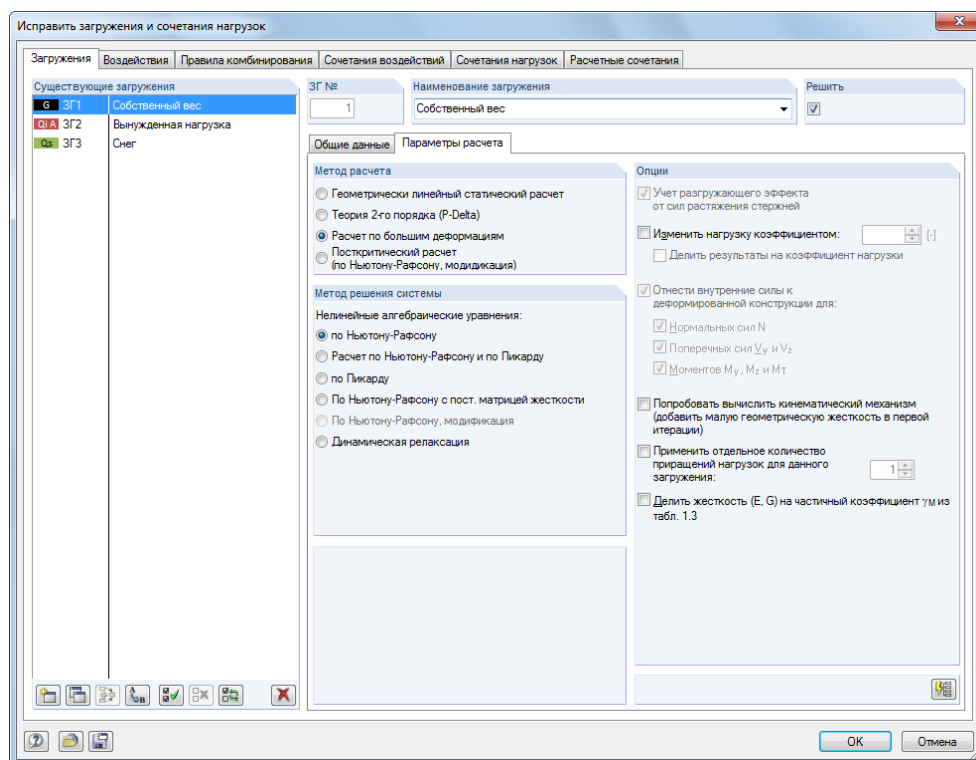 Исправить загружения и сочетания нагрузок
Загружения Воздействия Правила комбинирования Сочетания воздействий Сочетания нагрузок Расчетные сочетания
Существующие загружения
G ЗГ1 Собственный вес
Qi A ЗГ2 Вынужденная нагрузка
Qs ЗГ3 Снег
ЗГ №
1
Наименование загружения
Собственный вес
Решить
Общие данные Параметры расчета
Метод расчета
Геометрически линейный статический расчет
Теория 2-го порядка (P-Delta)
Расчет по большим деформациям
Посткритический расчет
(по Ньютону-Рафсону, модидикация)
Метод решения системы
Нелинейные алгебраические уравнения:
по Ньютону-Рафсону
Расчет по Ньютону-Рафсону и по Пикарду
по Пикарду
По Ньютону-Рафсону с пост. матрицей жесткости
По Ньютону-Рафсону, модификация
Динамическая релаксация
Опции
Учет разгружающего эффекта
от сил растяжения стержней
Изменить нагрузку коэффициентом: [-]
Делить результаты на коэффициент нагрузки
Отнести внутренние силы к
деформированной конструкции для:
Нормальных сил N
Поперечных сил Vy и Vz
Моментов My, Mz и MT
Попробовать вычислить кинематический механизм
(добавить малую геометрическую жесткость в первой
итерации)
Применить отдельное количество
приращений нагрузок для данного
загружения: 1
Делить жесткость (E, G) на частичный коэффициент γM из
табл. 1.3
OK Отмена